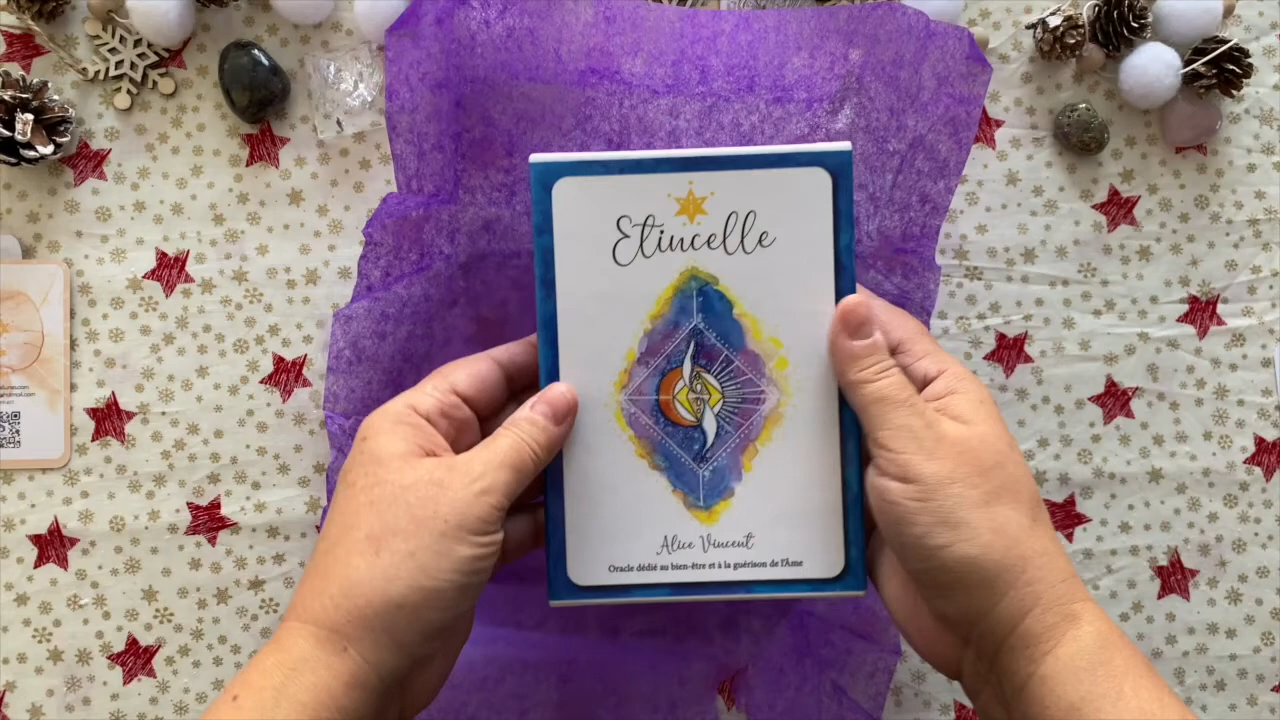 Etincelle
Alice Vincent
Oracle dédié au bien-être et à la guérison de l'Âme